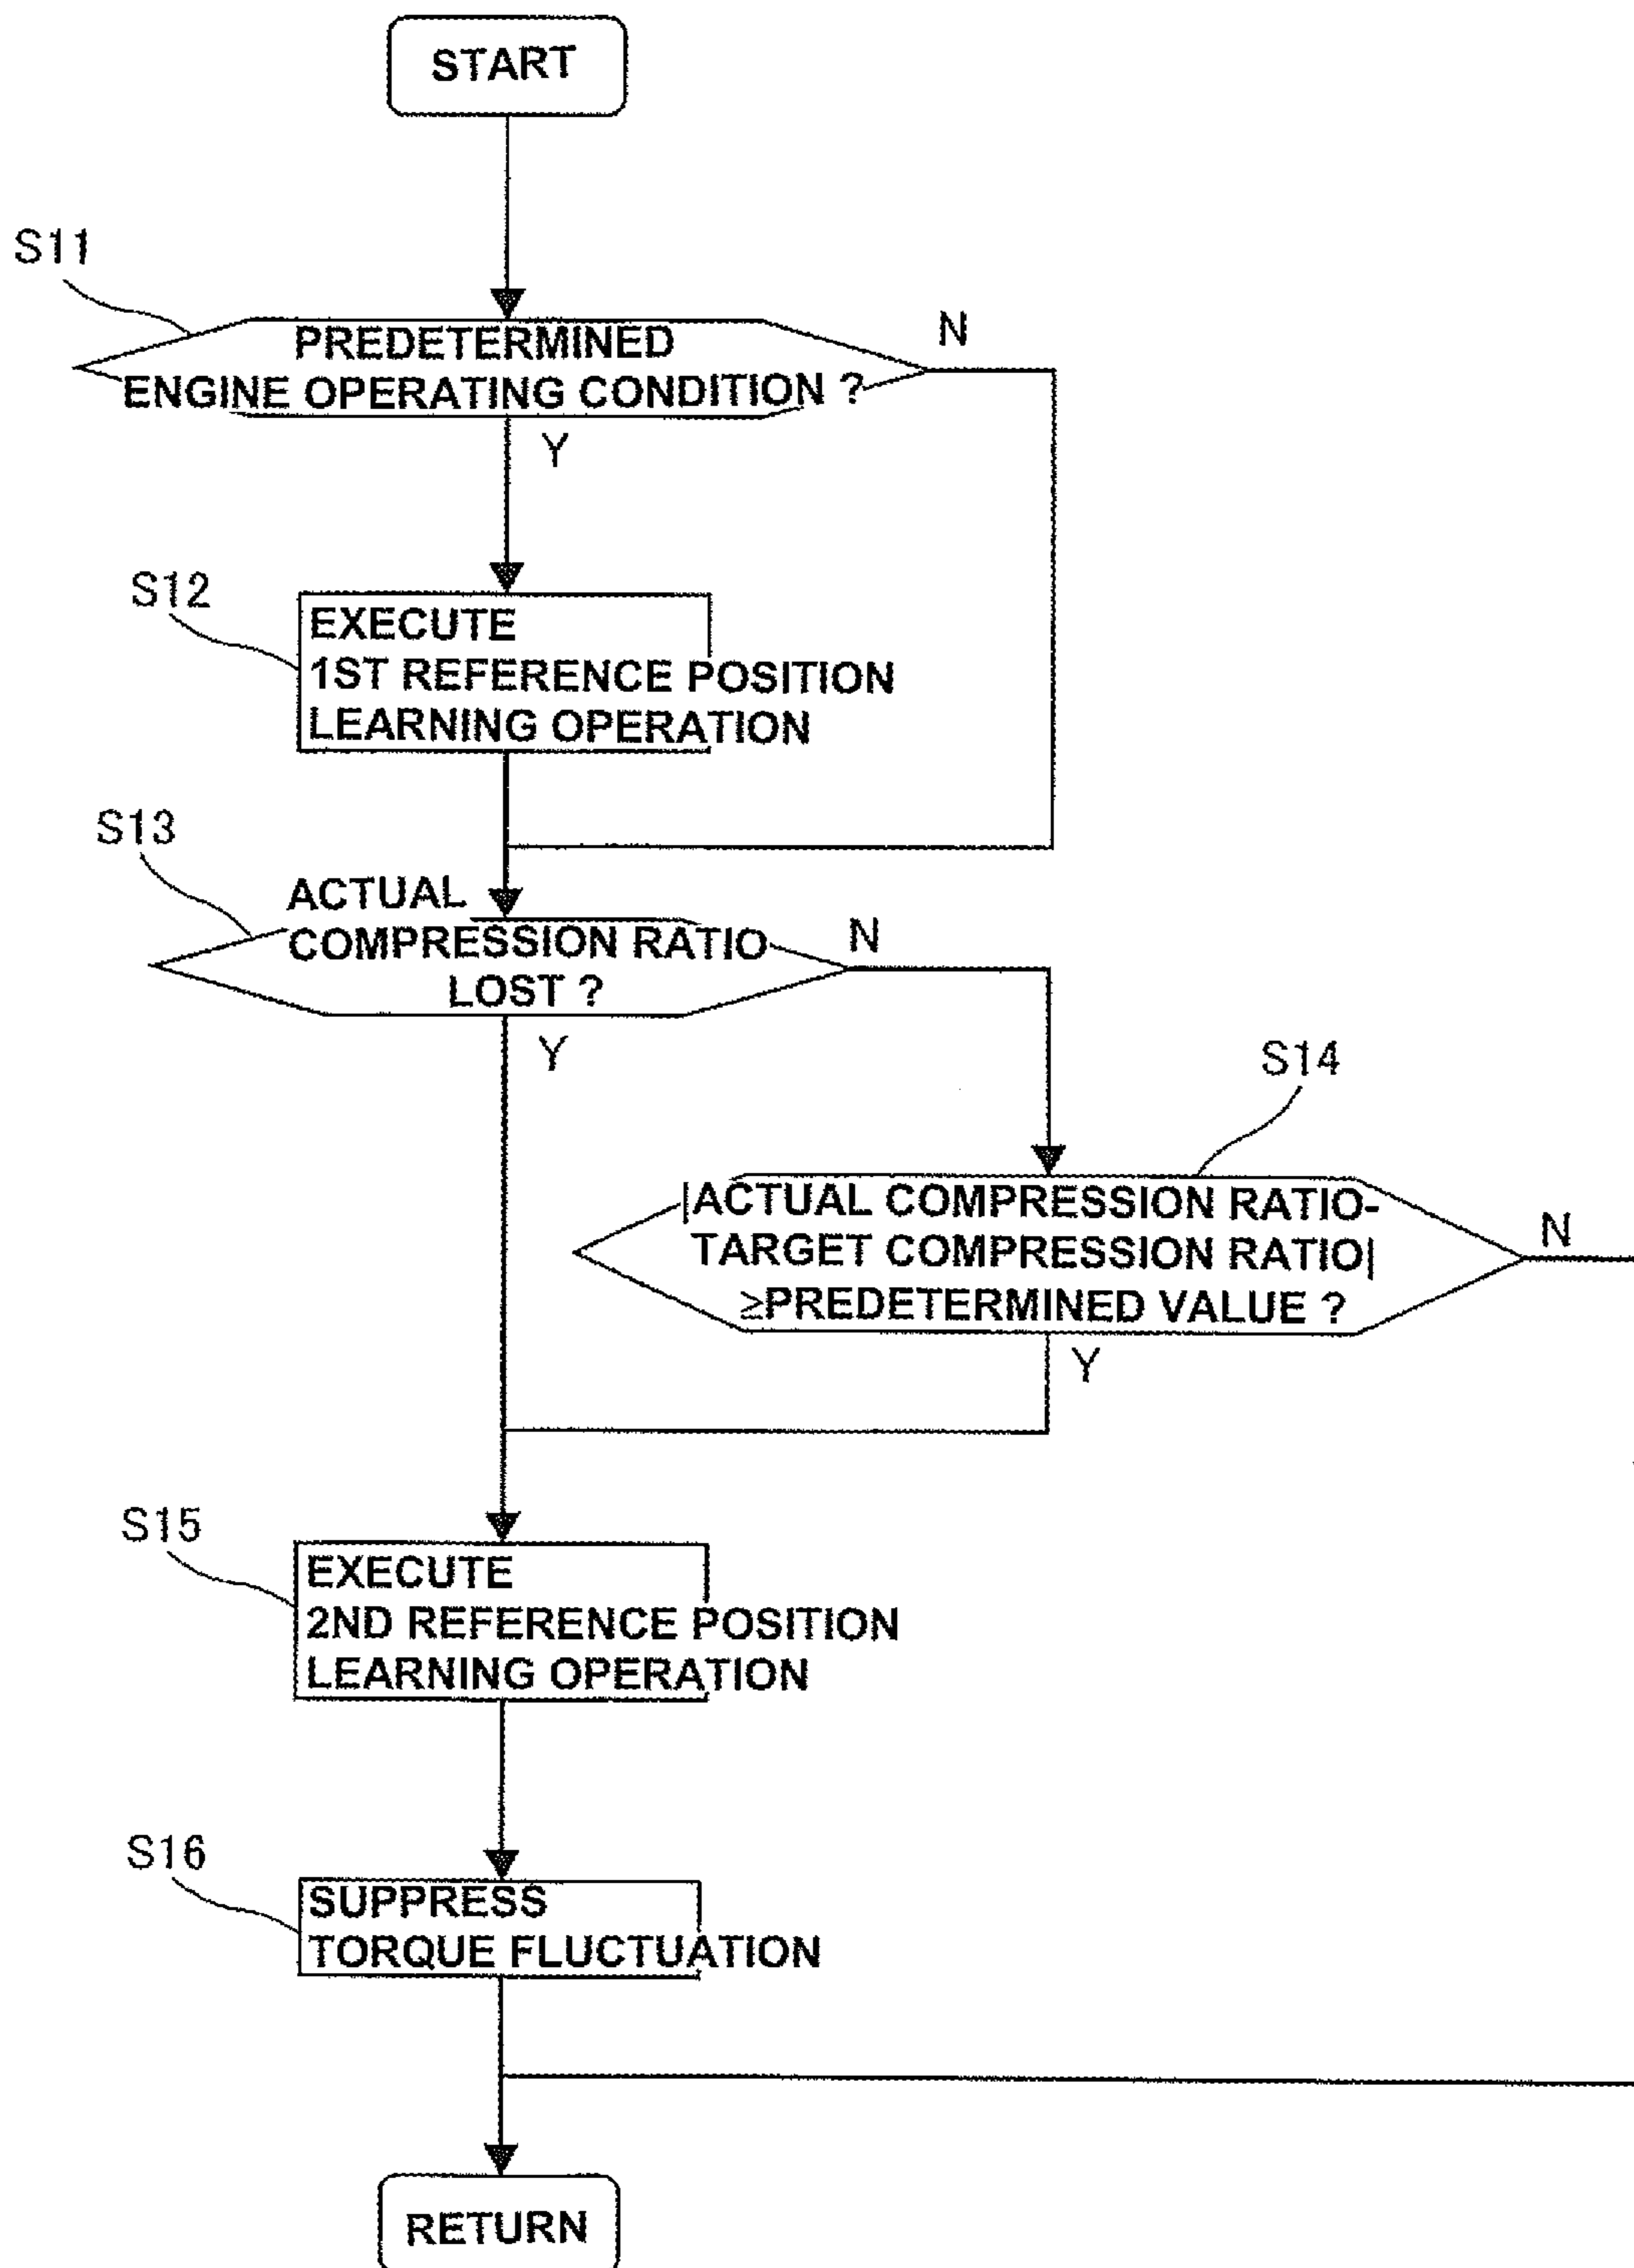 START
S11
N
PREDETERMINED
ENGINE OPERATING CONDITION ?
Y
S12
EXECUTE
1ST REFERENCE POSITION
LEARNING OPERATION
S13
ACTUAL
COMPRESSION RATIO
LOST ?
N
Y
S14
|ACTUAL COMPRESSION RATIO-
TARGET COMPRESSION RATIO|
≥PREDETERMINED VALUE ?
N
Y
S15
EXECUTE
2ND REFERENCE POSITION
LEARNING OPERATION
S16
SUPPRESS
TORQUE FLUCTUATION
RETURN